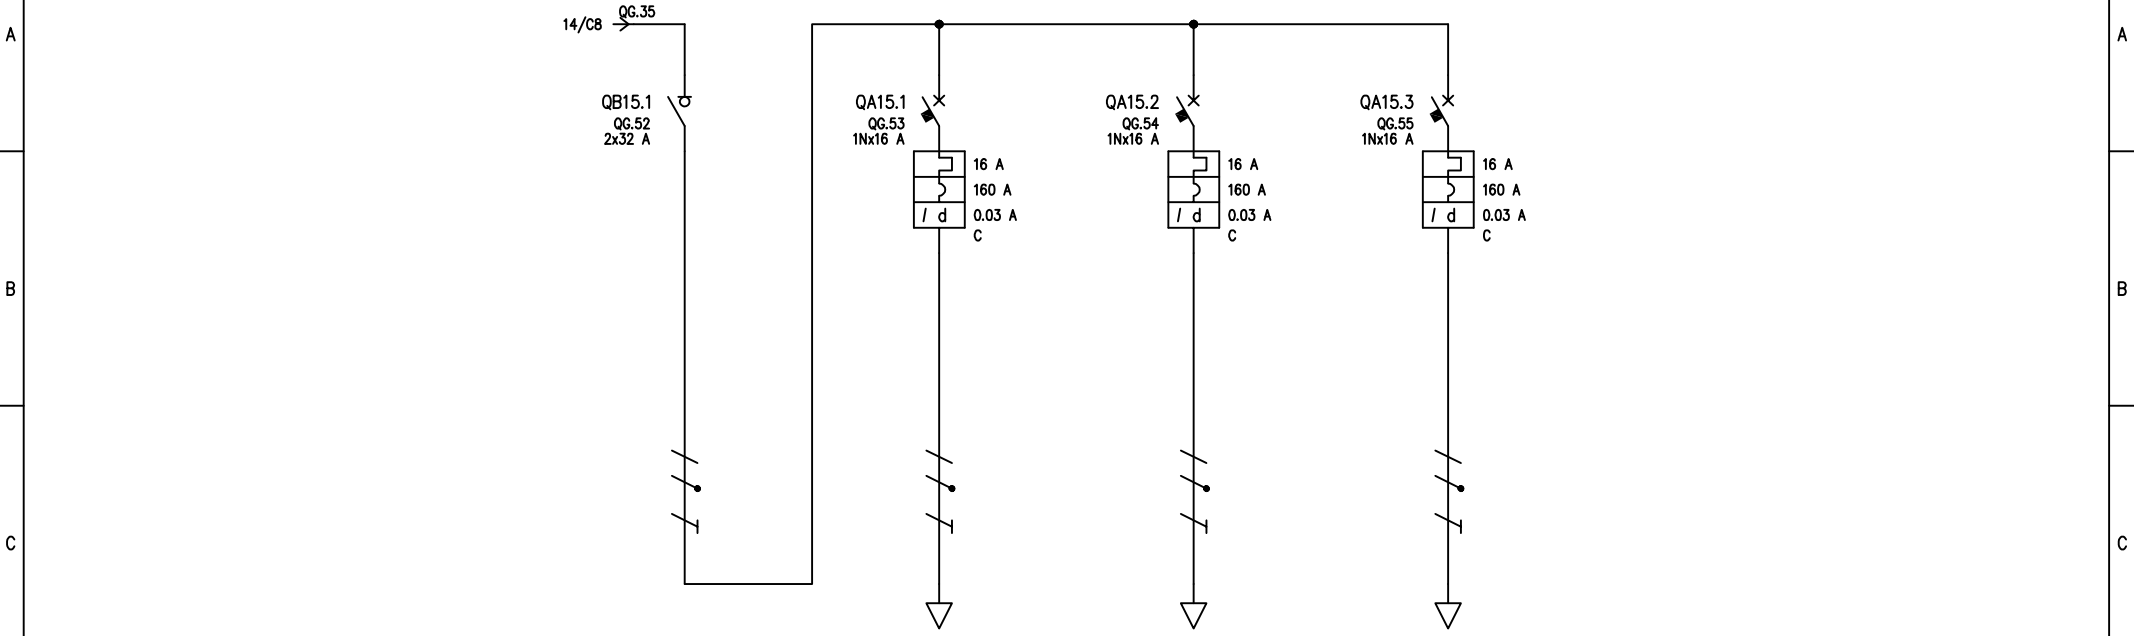 A
A
QG.35
14/C8
QB15.1
QG.52
2x32 A
QA15.1
QG.53
1Nx16 A
16 A
160 A
I d 0.03 A
C
QA15.2
QG.54
1Nx16 A
16 A
160 A
I d 0.03 A
C
QA15.3
QG.55
1Nx16 A
16 A
160 A
I d 0.03 A
C
B
B
C
C